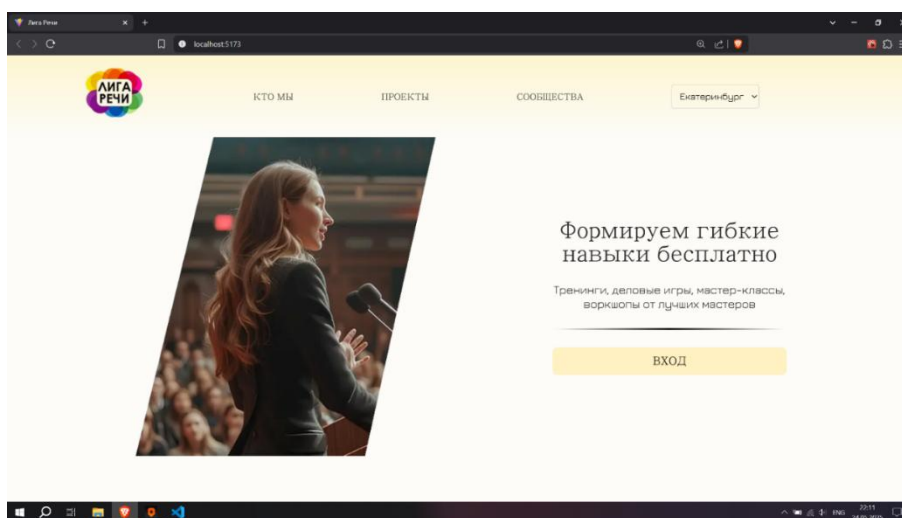 Лига Речи
localhost:5173
ЛИГА
РЕЧИ
КТО МЫ
ПРОЕКТЫ
СООБЩЕСТВА
Екатеринбург
Формируем гибкие
навыки бесплатно
Тренинги, деловые игры, мастер-классы,
воркшопы от лучших мастеров
ВХОД
ENG
22:11